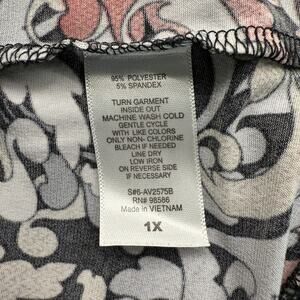 95% POLYESTER
5% SPANDEX
TURN GARMENT
INSIDE OUT
MACHINE WASH COLD
GENTLE CYCLE
WITH LIKE COLORS
ONLY NON- CHLORINE
BLEACH IF NEEDED
LINE DRY
LOW IRON
ON REVERSE SIDE
IF NECESSARY
S#6-AV2575B
RN# 98586
Made in VIETNAM
1X